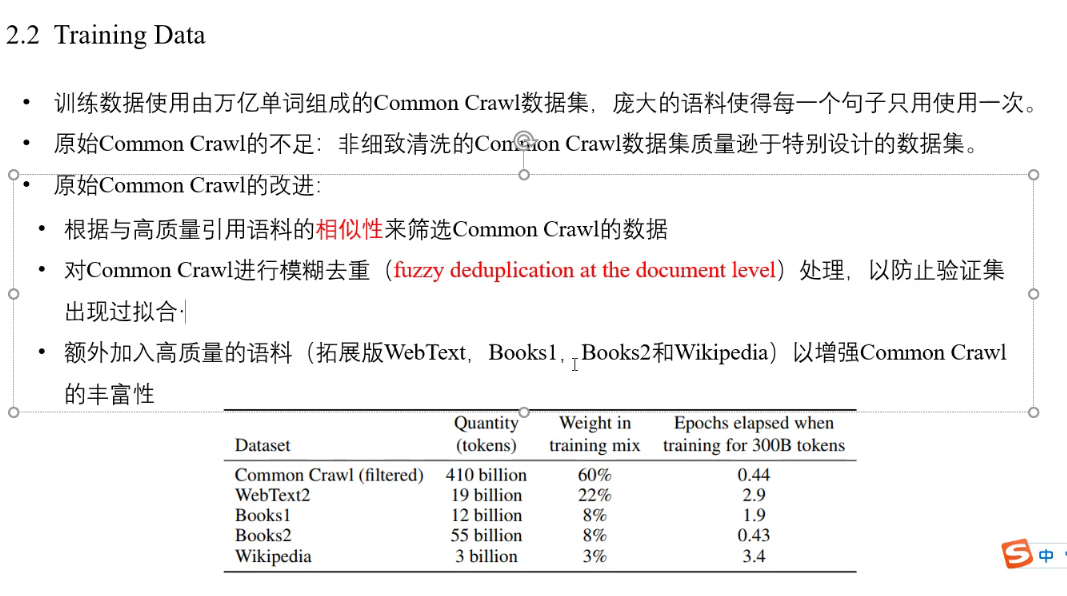 2.2 Training Data
• 训练数据使用由万亿单词组成的Common Crawl数据集，庞大的语料使得每一个句子只用使用一次。
• 原始Common Crawl的不足：非细致清洗的Common Crawl数据集质量逊于特别设计的数据集。
• 原始Common Crawl的改进：
• 根据与高质量引用语料的相似性来筛选Common Crawl的数据
• 对Common Crawl进行模糊去重（fuzzy deduplication at the document level）处理，以防止验证集
出现过拟合·
• 额外加入高质量的语料（拓展版WebText，Books1，Books2和Wikipedia）以增强Common Crawl
的丰富性
Quantity Weight in Epochs elapsed when
Dataset (tokens) training mix training for 300B tokens
Common Crawl (filtered) 410 billion 60% 0.44
WebText2 19 billion 22% 2.9
Books1 12 billion 8% 1.9
Books2 55 billion 8% 0.43
Wikipedia 3 billion 3% 3.4
S中